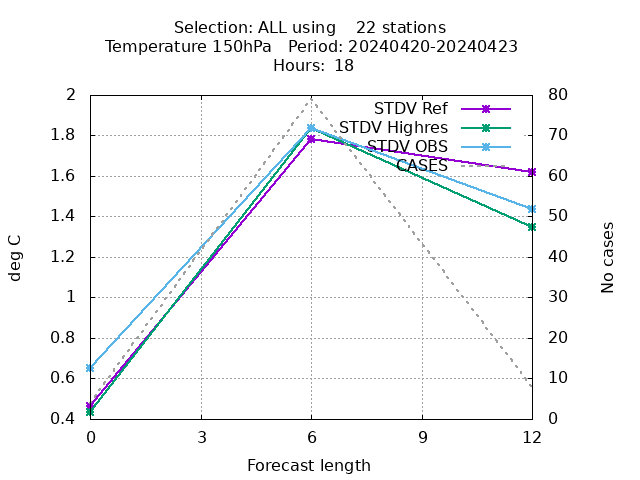 Selection: ALL using    22 stations
Temperature 150hPa   Period: 20240420-20240423
Hours: 18
STDV Ref
STDV Highres
STDV OBS
CASES
2
1.8
1.6
1.4
1.2
1
0.8
0.6
0.4
80
70
60
50
40
30
20
10
0
deg C
No cases
0
3
6
9
12
Forecast length